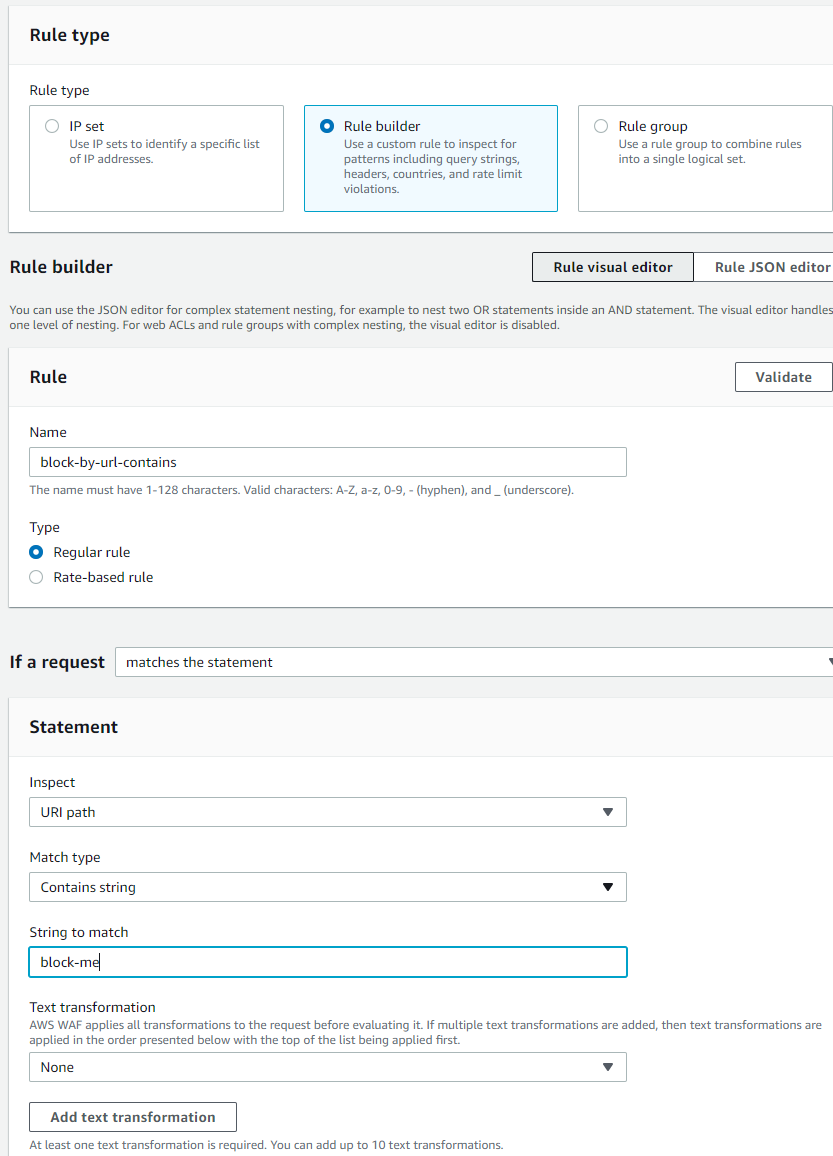 Rule type
Rule type
IP set
Use IP sets to identify a specific list
of IP addresses.
Rule builder
Use a custom rule to inspect for
patterns including query strings,
headers, countries, and rate limit
violations.
Rule group
Use a rule group to combine rules
into a single logical set.
Rule builder
Rule visual editor
Rule JSON editor
You can use the JSON editor for complex statement nesting, for example to nest two OR statements inside an AND statement. The visual editor handles
one level of nesting. For web ACLs and rule groups with complex nesting, the visual editor is disabled.
Rule
Validate
Name
block-by-url-contains
The name must have 1-128 characters. Valid characters: A-Z, a-z, 0-9, - (hyphen), and _ (underscore).
Type
Regular rule
Rate-based rule
If a request
matches the statement
Statement
Inspect
URI path
Match type
Contains string
String to match
block-me
Text transformation
AWS WAF applies all transformations to the request before evaluating it. If multiple text transformations are added, then text transformations are
applied in the order presented below with the top of the list being applied first.
None
Add text transformation
At least one text transformation is required. You can add up to 10 text transformations.